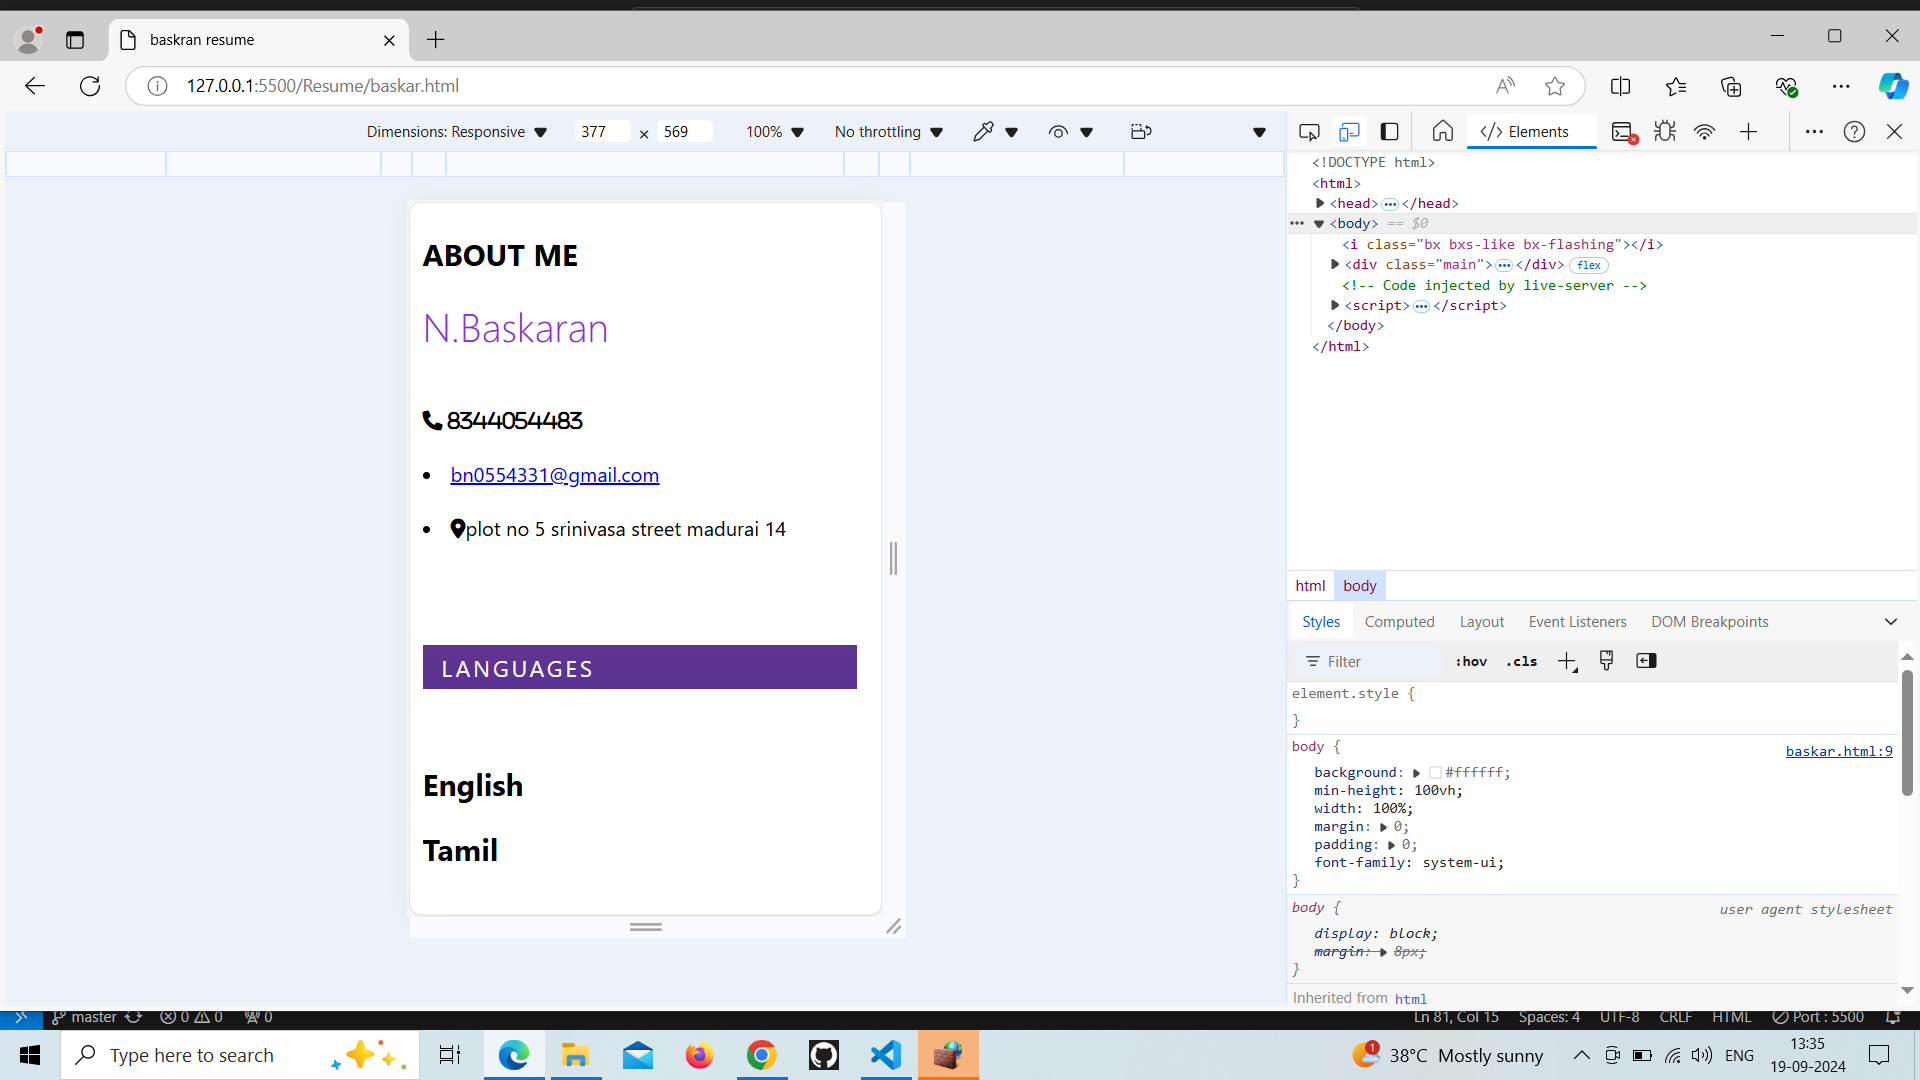 baskran resume
127.0.0.1:5500/Resume/baskar.html
Dimensions: Responsive 377 × 569 100% No throttling
Elements
<!DOCTYPE html>
<html>
<head> ••• </head>
••• <body> == $0
<i class="bx bxs-like bx-flashing"></i>
<div class="main"> ••• </div> flex
<!-- Code injected by live-server -->
<script> ••• </script>
</body>
</html>
ABOUT ME
N.Baskaran
8344054483
• bn0554331@gmail.com
• plot no 5 srinivasa street madurai 14
LANGUAGES
English
Tamil
html body
Styles Computed Layout Event Listeners DOM Breakpoints
Filter :hov .cls
element.style {
}
body { baskar.html:9
background: #ffffff;
min-height: 100vh;
width: 100%;
margin: 0;
padding: 0;
font-family: system-ui;
}
body { user agent stylesheet
display: block;
margin: 8px;
}
Inherited from html
master 0 0 0 Ln 81, Col 15 Spaces: 4 UTF-8 CRLF HTML Port : 5500
Type here to search
1 38°C Mostly sunny ENG 13:35
19-09-2024